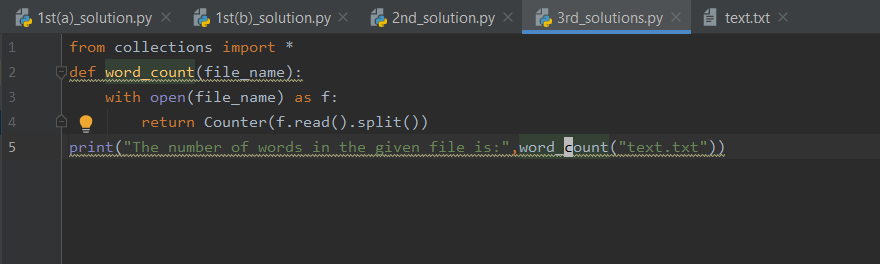 1st(a)_solution.py × 1st(b)_solution.py × 2nd_solution.py × 3rd_solutions.py × text.txt ×
1 from collections import *
2 def word_count(file_name):
3     with open(file_name) as f:
4         return Counter(f.read().split())
5 print("The number of words in the given file is:",word_count("text.txt"))